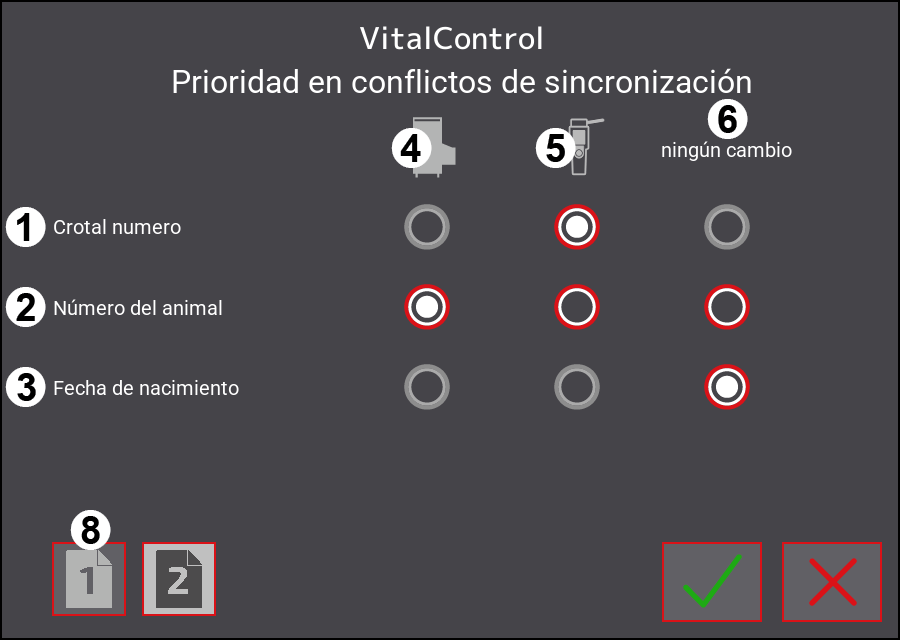 VitalControl
Prioridad en conflictos de sincronización
4 5 6
ningún cambio
1 Crotal numero
2 Número del animal
3 Fecha de nacimiento
8
1 2